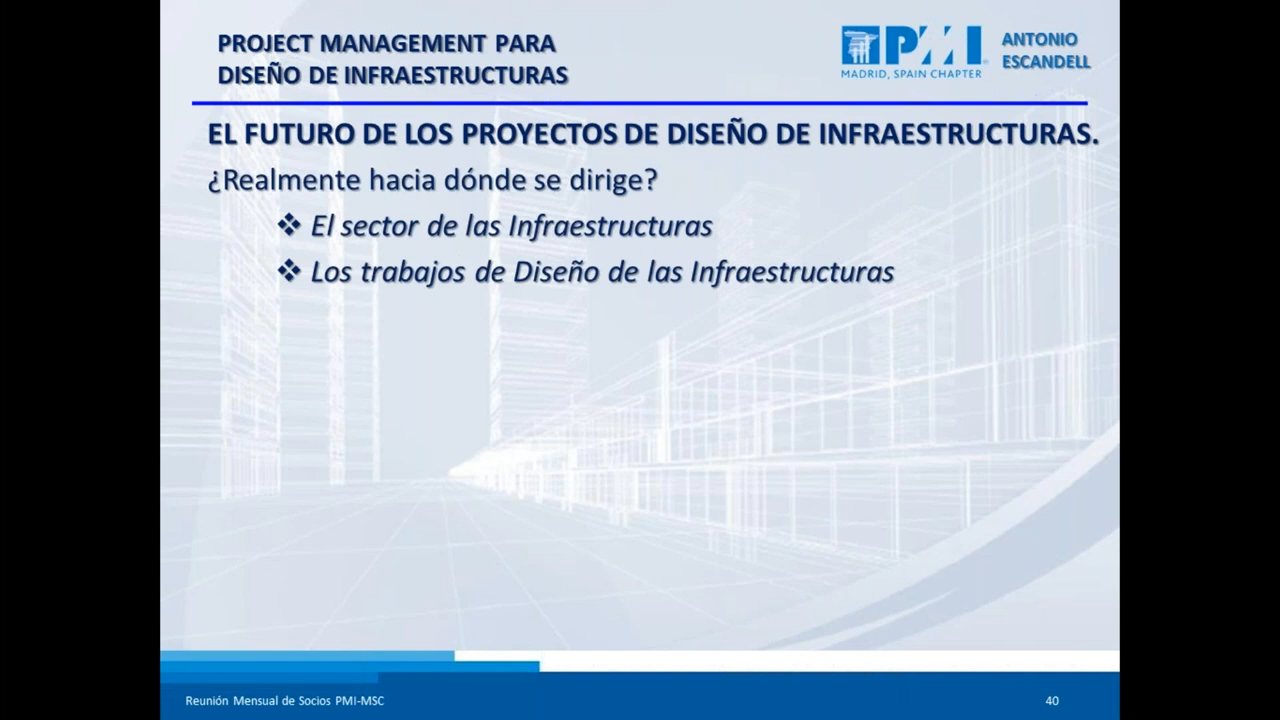 PROJECT MANAGEMENT PARA
DISEÑO DE INFRAESTRUCTURAS
PMI
MADRID, SPAIN CHAPTER
ANTONIO
ESCANDELL
EL FUTURO DE LOS PROYECTOS DE DISEÑO DE INFRAESTRUCTURAS.
¿Realmente hacia dónde se dirige?
❖ El sector de las Infraestructuras
❖ Los trabajos de Diseño de las Infraestructuras
Reunión Mensual de Socios PMI-MSC
40